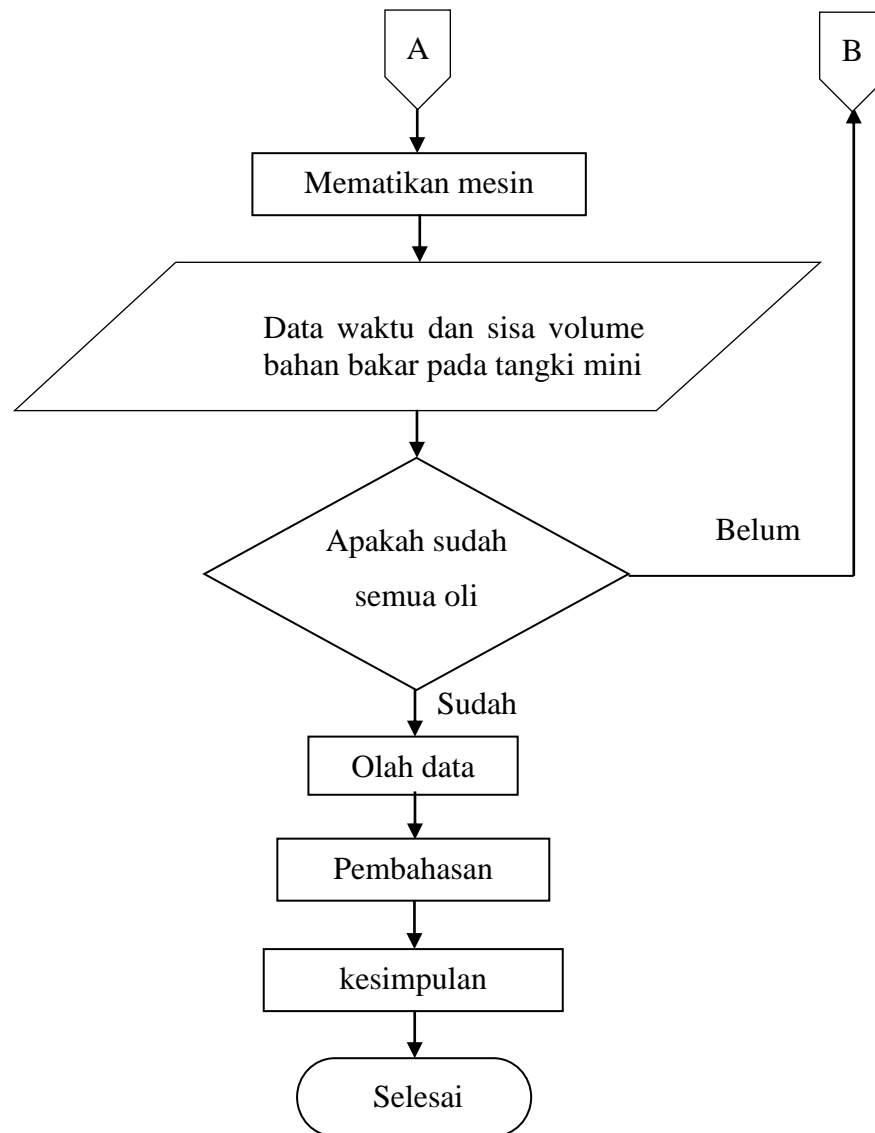 A
B
Mematikan mesin
Data waktu dan sisa volume
bahan bakar pada tangki mini
Apakah sudah
semua oli
Belum
Sudah
Olah data
Pembahasan
kesimpulan
Selesai